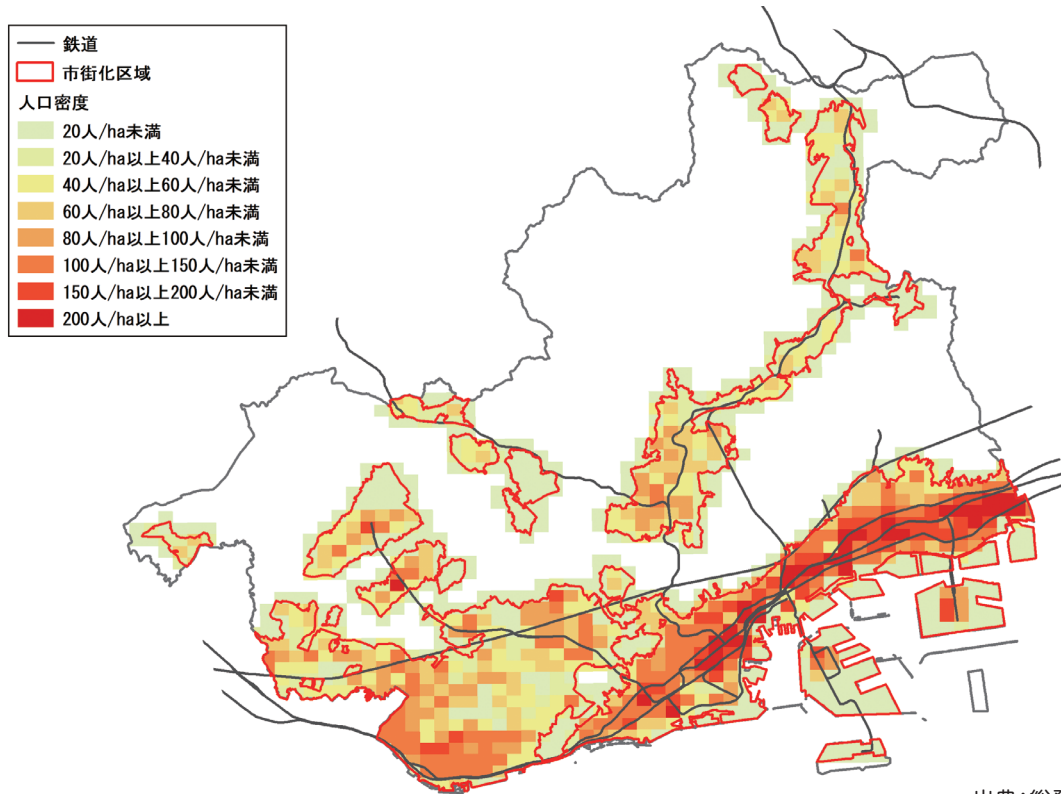 鉄道
市街化区域
人口密度
20人/ha未満
20人/ha以上40人/ha未満
40人/ha以上60人/ha未満
60人/ha以上80人/ha未満
80人/ha以上100人/ha未満
100人/ha以上150人/ha未満
150人/ha以上200人/ha未満
200人/ha以上